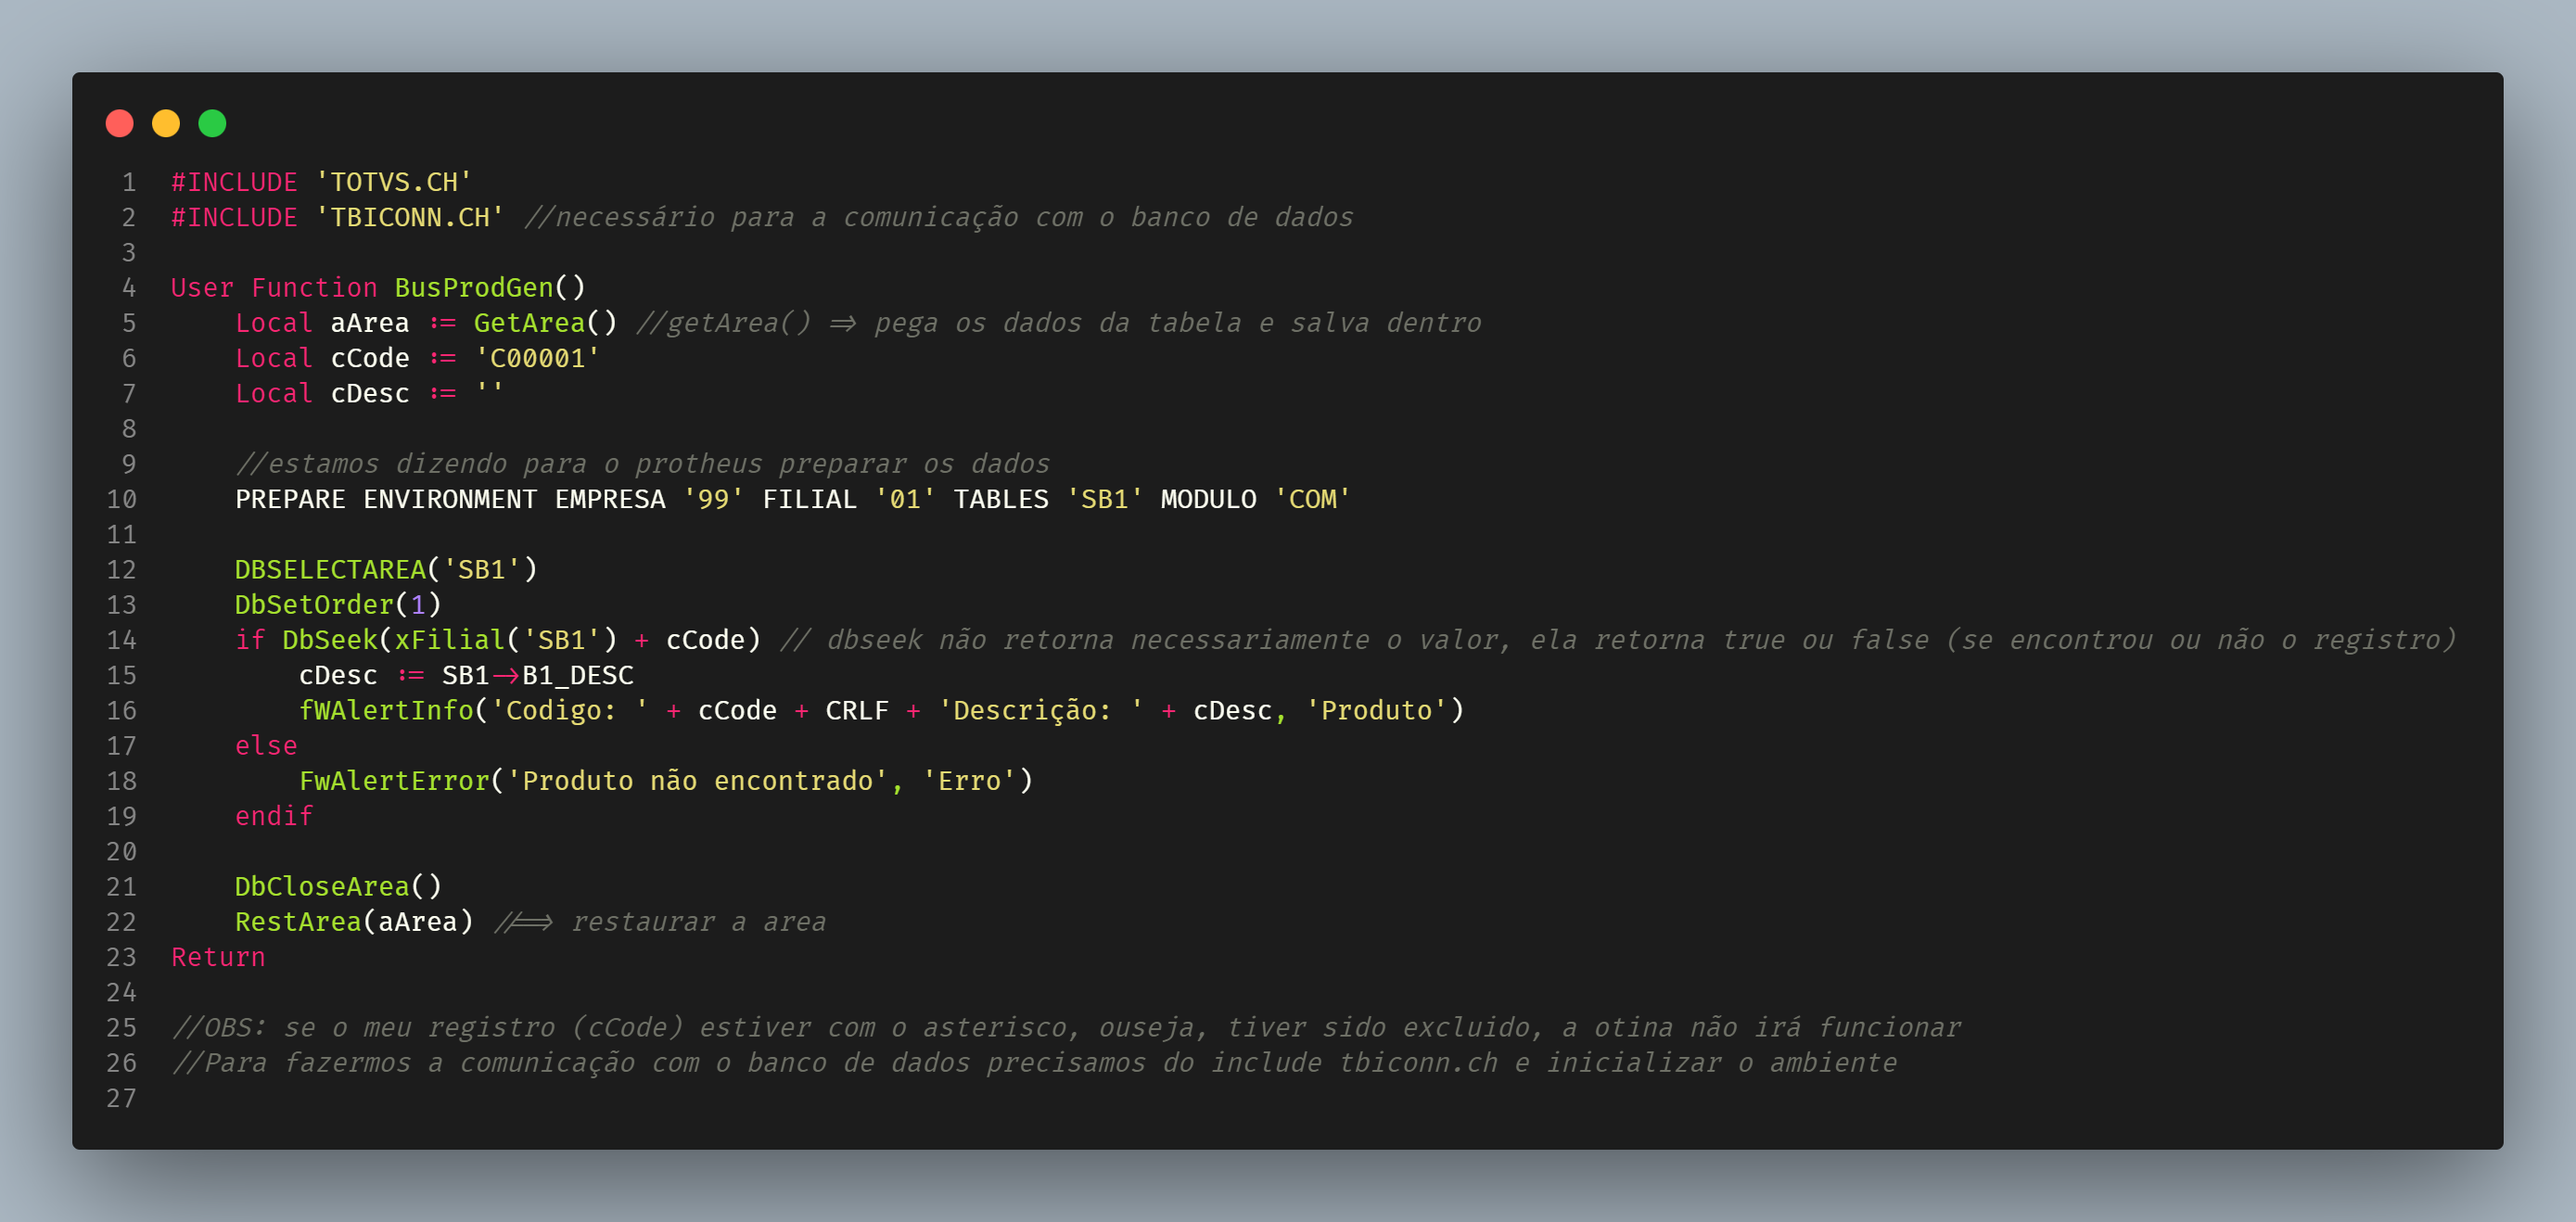 1 #INCLUDE 'TOTVS.CH'
2 #INCLUDE 'TBICONN.CH' //necessário para a comunicação com o banco de dados
3
4 User Function BusProdGen()
5     Local aArea := GetArea() //getArea() => pega os dados da tabela e salva dentro
6     Local cCode := 'C00001'
7     Local cDesc := ''
8
9     //estamos dizendo para o protheus preparar os dados
10     PREPARE ENVIRONMENT EMPRESA '99' FILIAL '01' TABLES 'SB1' MODULO 'COM'
11
12     DBSELECTAREA('SB1')
13     DbSetOrder(1)
14     if DbSeek(xFilial('SB1') + cCode) // dbseek não retorna necessariamente o valor, ela retorna true ou false (se encontrou ou não o registro)
15         cDesc := SB1->B1_DESC
16         fWAlertInfo('Codigo: ' + cCode + CRLF + 'Descrição: ' + cDesc, 'Produto')
17     else
18         FwAlertError('Produto não encontrado', 'Erro')
19     endif
20
21     DbCloseArea()
22     RestArea(aArea) //==> restaurar a area
23 Return
24
25 //OBS: se o meu registro (cCode) estiver com o asterisco, ouseja, tiver sido excluido, a otina não irá funcionar
26 //Para fazermos a comunicação com o banco de dados precisamos do include tbiconn.ch e inicializar o ambiente
27